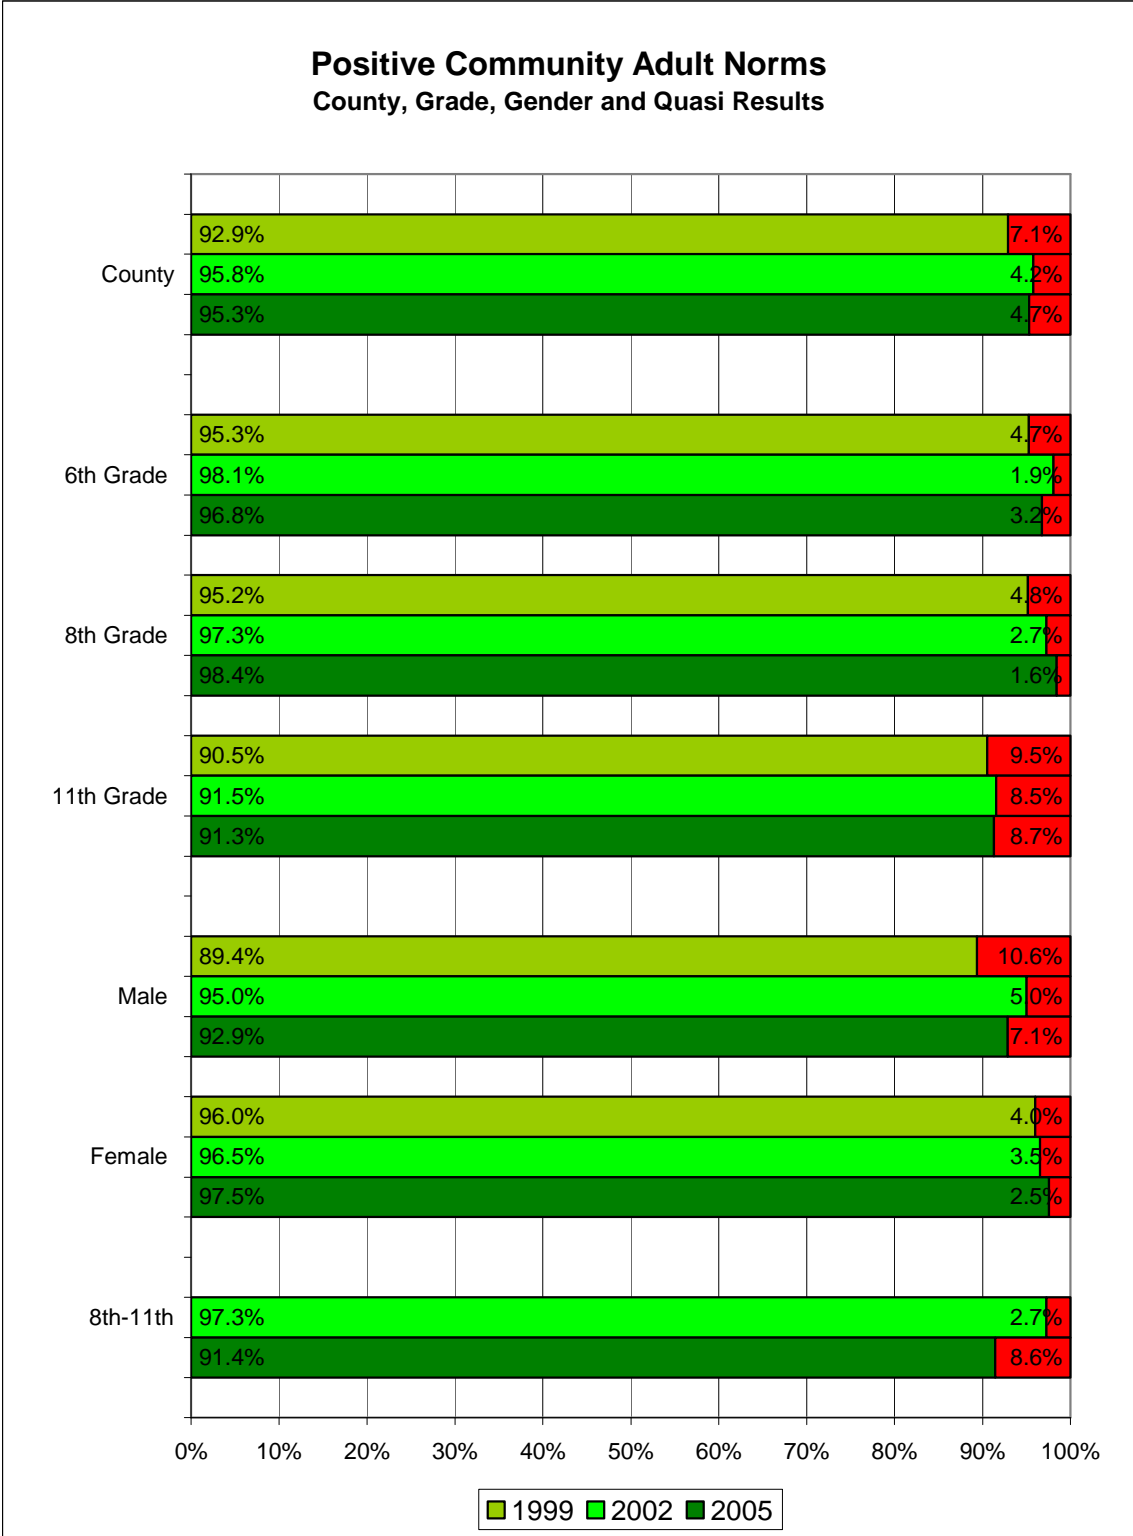 Positive Community Adult Norms
County, Grade, Gender and Quasi Results
92.9% 7.1%
County 95.8% 4.2%
95.3% 4.7%
95.3% 4.7%
6th Grade 98.1% 1.9%
96.8% 3.2%
95.2% 4.8%
8th Grade 97.3% 2.7%
98.4% 1.6%
90.5% 9.5%
11th Grade 91.5% 8.5%
91.3% 8.7%
89.4% 10.6%
Male 95.0% 5.0%
92.9% 7.1%
96.0% 4.0%
Female 96.5% 3.5%
97.5% 2.5%
8th-11th 97.3% 2.7%
91.4% 8.6%
0% 10% 20% 30% 40% 50% 60% 70% 80% 90% 100%
1999 2002 2005